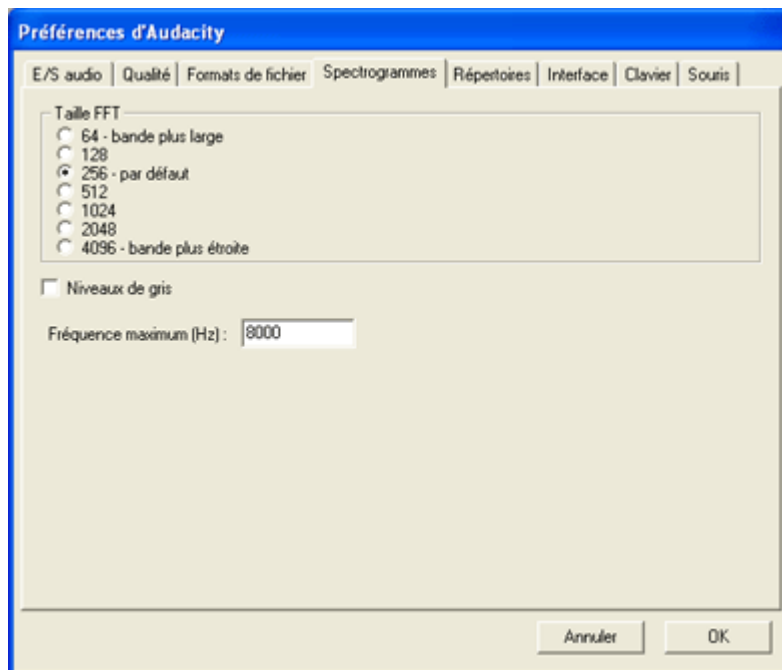 Préférences d'Audacity
E/S audio Qualité Formats de fichier Spectrogrammes Répertoires Interface Clavier Souris
Taille FFT
64 - bande plus large
128
256 - par défaut
512
1024
2048
4096 - bande plus étroite
Niveaux de gris
Fréquence maximum (Hz) : 8000
Annuler OK